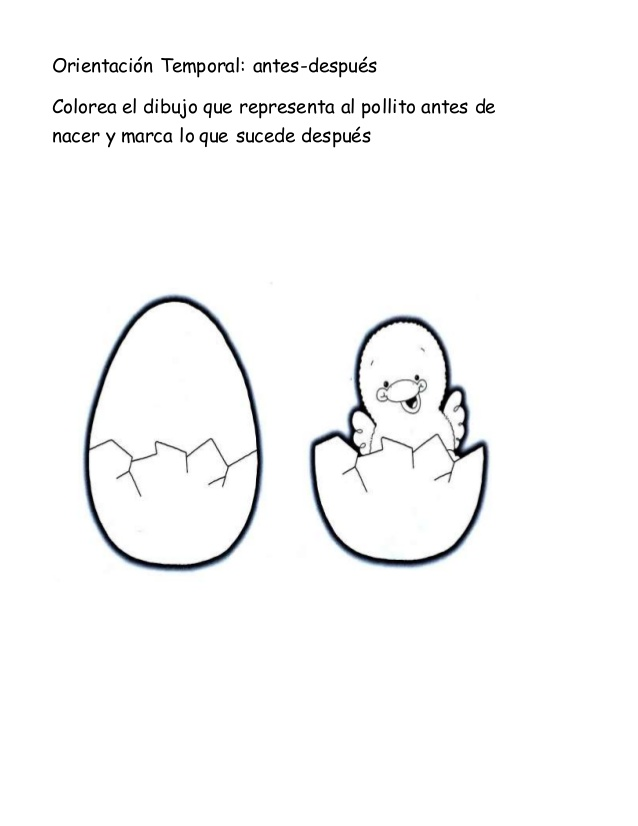 Orientación Temporal: antes-después
Colorea el dibujo que representa al pollito antes de
nacer y marca lo que sucede después